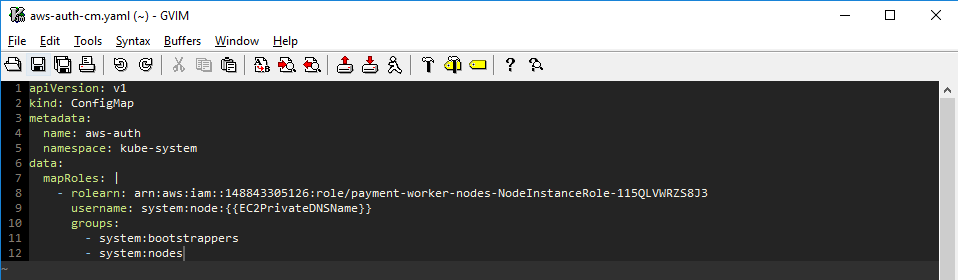 aws-auth-cm.yaml (~) - GVIM
File Edit Tools Syntax Buffers Window Help
1 apiVersion: v1
2 kind: ConfigMap
3 metadata:
4   name: aws-auth
5   namespace: kube-system
6 data:
7   mapRoles: |
8     - rolearn: arn:aws:iam::148843305126:role/payment-worker-nodes-NodeInstanceRole-115QLVWRZS8J3
9       username: system:node:{{EC2PrivateDNSName}}
10       groups:
11         - system:bootstrappers
12         - system:nodes
~